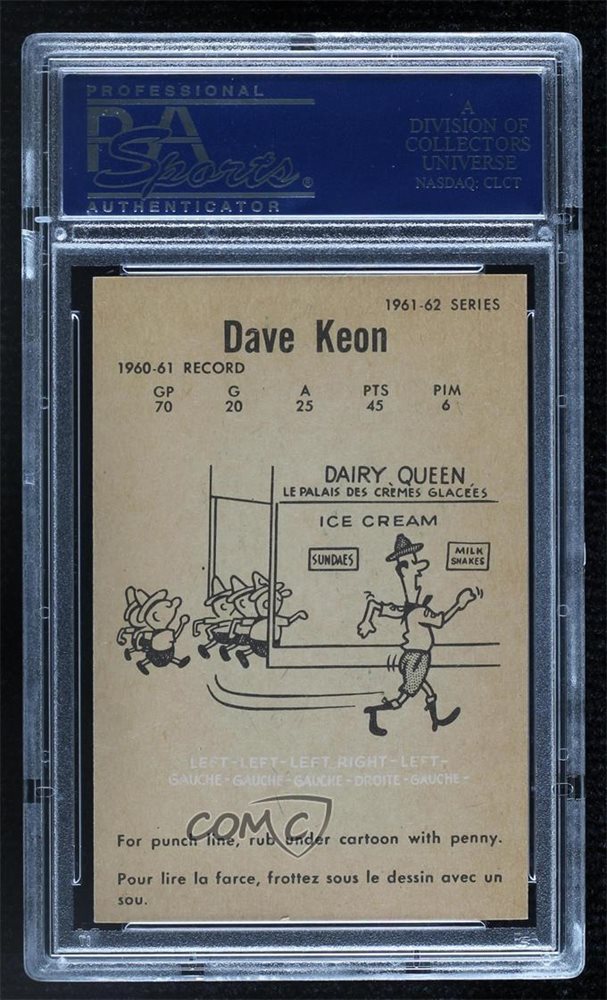 PROFESSIONAL
PSA
Sports®
AUTHENTICATOR
A
DIVISION OF
COLLECTORS
UNIVERSE
NASDAQ: CLCT
1961-62 SERIES
Dave Keon
1960-61 RECORD
GP G A PTS PIM
70 20 25 45 6
DAIRY QUEEN
LE PALAIS DES CRÈMES GLACÉES
ICE CREAM
SUNDAES
MILK
SHAKES
LEFT-LEFT-LEFT RIGHT-LEFT-
GAUCHE-GAUCHE-GAUCHE-DROITE-GAUCHE-
COMC
For punch line, rub under cartoon with penny.
Pour lire la farce, frottez sous le dessin avec un
sou.